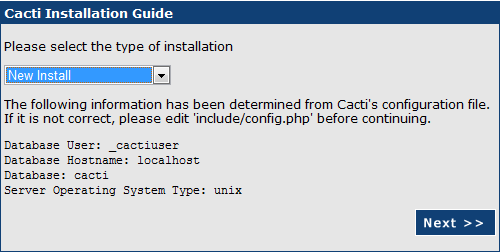 Cacti Installation Guide
Please select the type of installation
New Install
The following information has been determined from Cacti's configuration file.
If it is not correct, please edit 'include/config.php' before continuing.
Database User: _cactiuser
Database Hostname: localhost
Database: cacti
Server Operating System Type: unix
Next >>